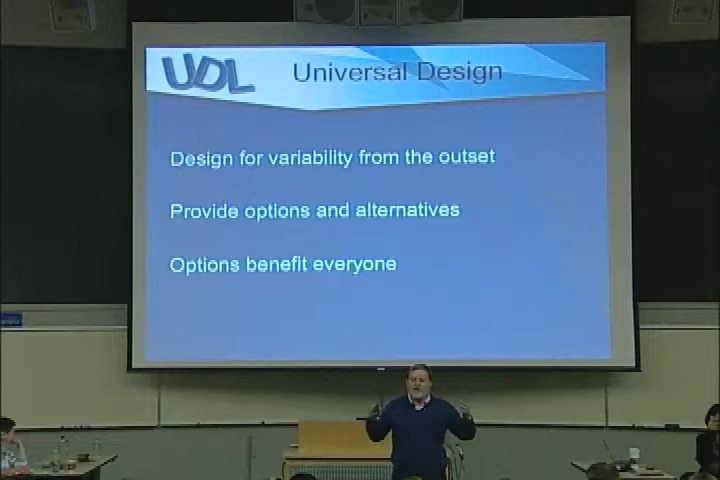 UDL
Universal Design
Design for variability from the outset
Provide options and alternatives
Options benefit everyone